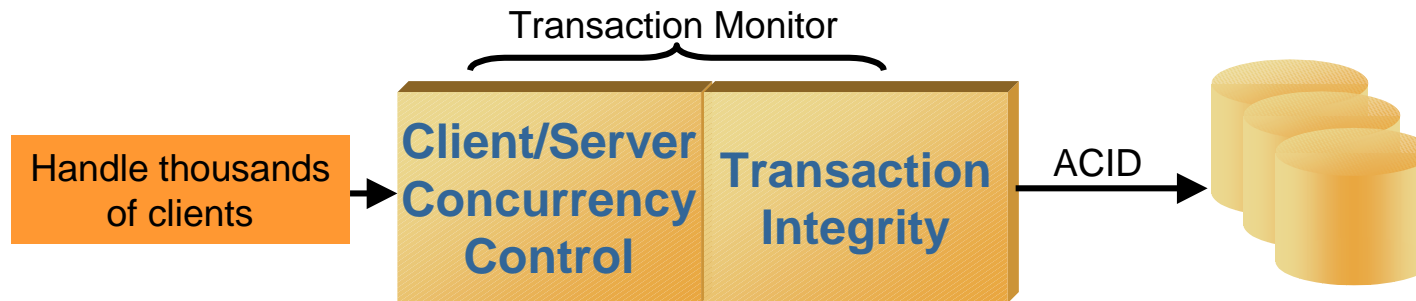 Transaction Monitor
Handle thousands
of clients
Client/Server
Concurrency
Control
Transaction
Integrity
ACID